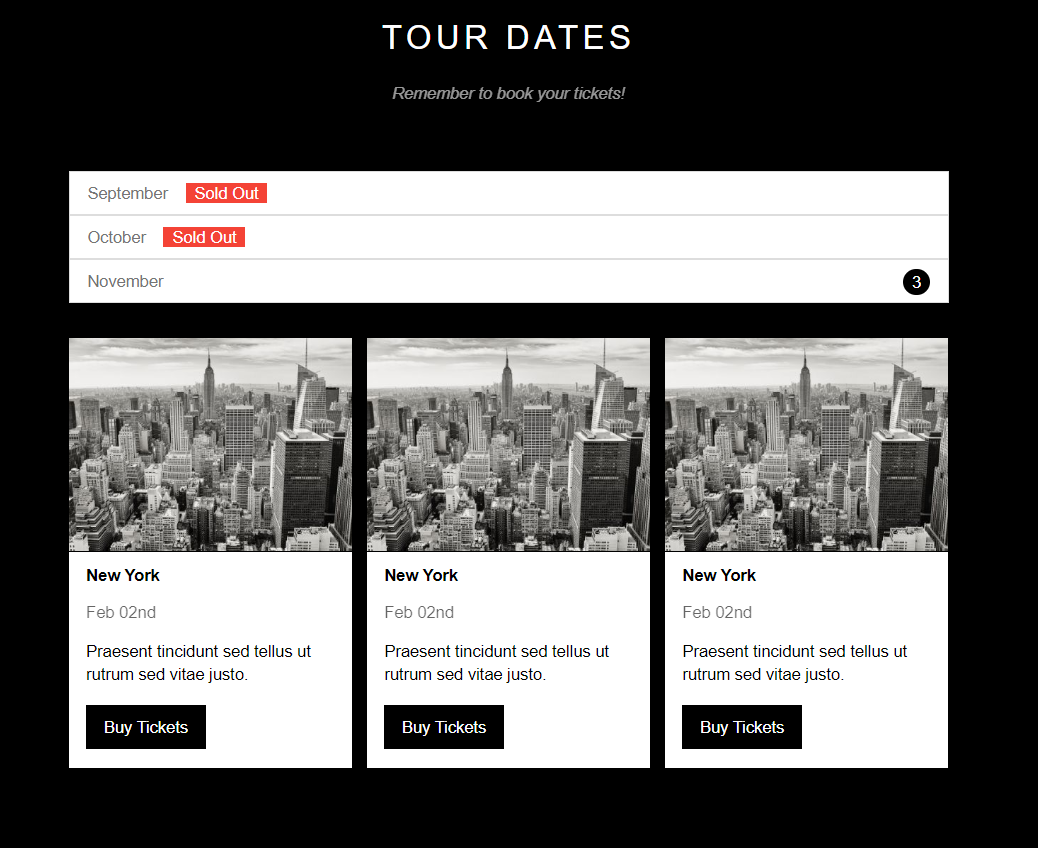 TOUR DATES
Remember to book your tickets!
September Sold Out
October Sold Out
November 3
New York
Feb 02nd
Praesent tincidunt sed tellus ut
rutrum sed vitae justo.
Buy Tickets
New York
Feb 02nd
Praesent tincidunt sed tellus ut
rutrum sed vitae justo.
Buy Tickets
New York
Feb 02nd
Praesent tincidunt sed tellus ut
rutrum sed vitae justo.
Buy Tickets